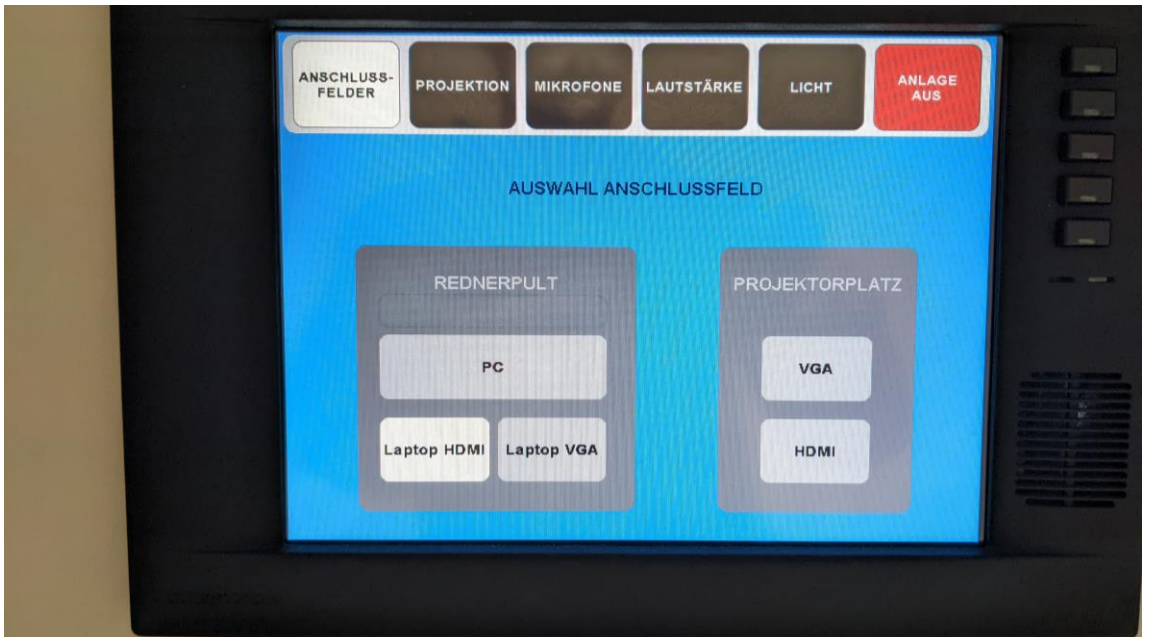 ANSCHLUSS-
FELDER
PROJEKTION
MIKROFONE
LAUTSTÄRKE
LICHT
ANLAGE
AUS
AUSWAHL ANSCHLUSSFELD
REDNERPULT
PC
Laptop HDMI
Laptop VGA
PROJEKTORPLATZ
VGA
HDMI